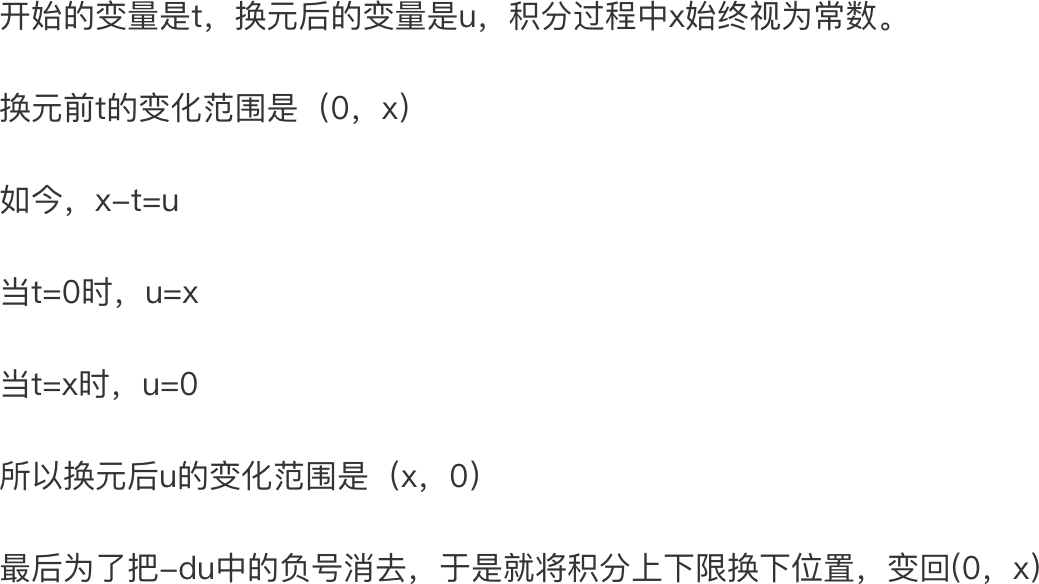 开始的变量是t，换元后的变量是u，积分过程中x始终视为常数。
换元前t的变化范围是（0，x）
如今，x-t=u
当t=0时，u=x
当t=x时，u=0
所以换元后u的变化范围是（x，0）
最后为了把-du中的负号消去，于是就将积分上下限换下位置，变回(0，x)